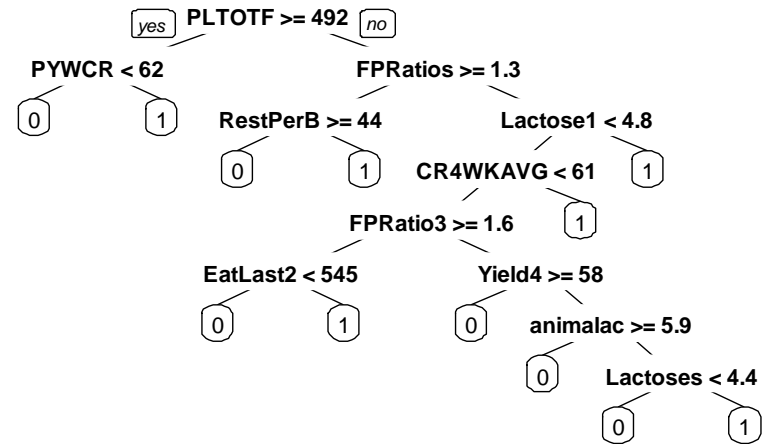 yes PLTOTF >= 492 no
PYWCR < 62 FPRatios >= 1.3
0 1 RestPerB >= 44 Lactose1 < 4.8
0 1 CR4WKAVG < 61 1
FPRatio3 >= 1.6 1
EatLast2 < 545 Yield4 >= 58
0 1 0 animalac >= 5.9
0 Lactoses < 4.4
0 1